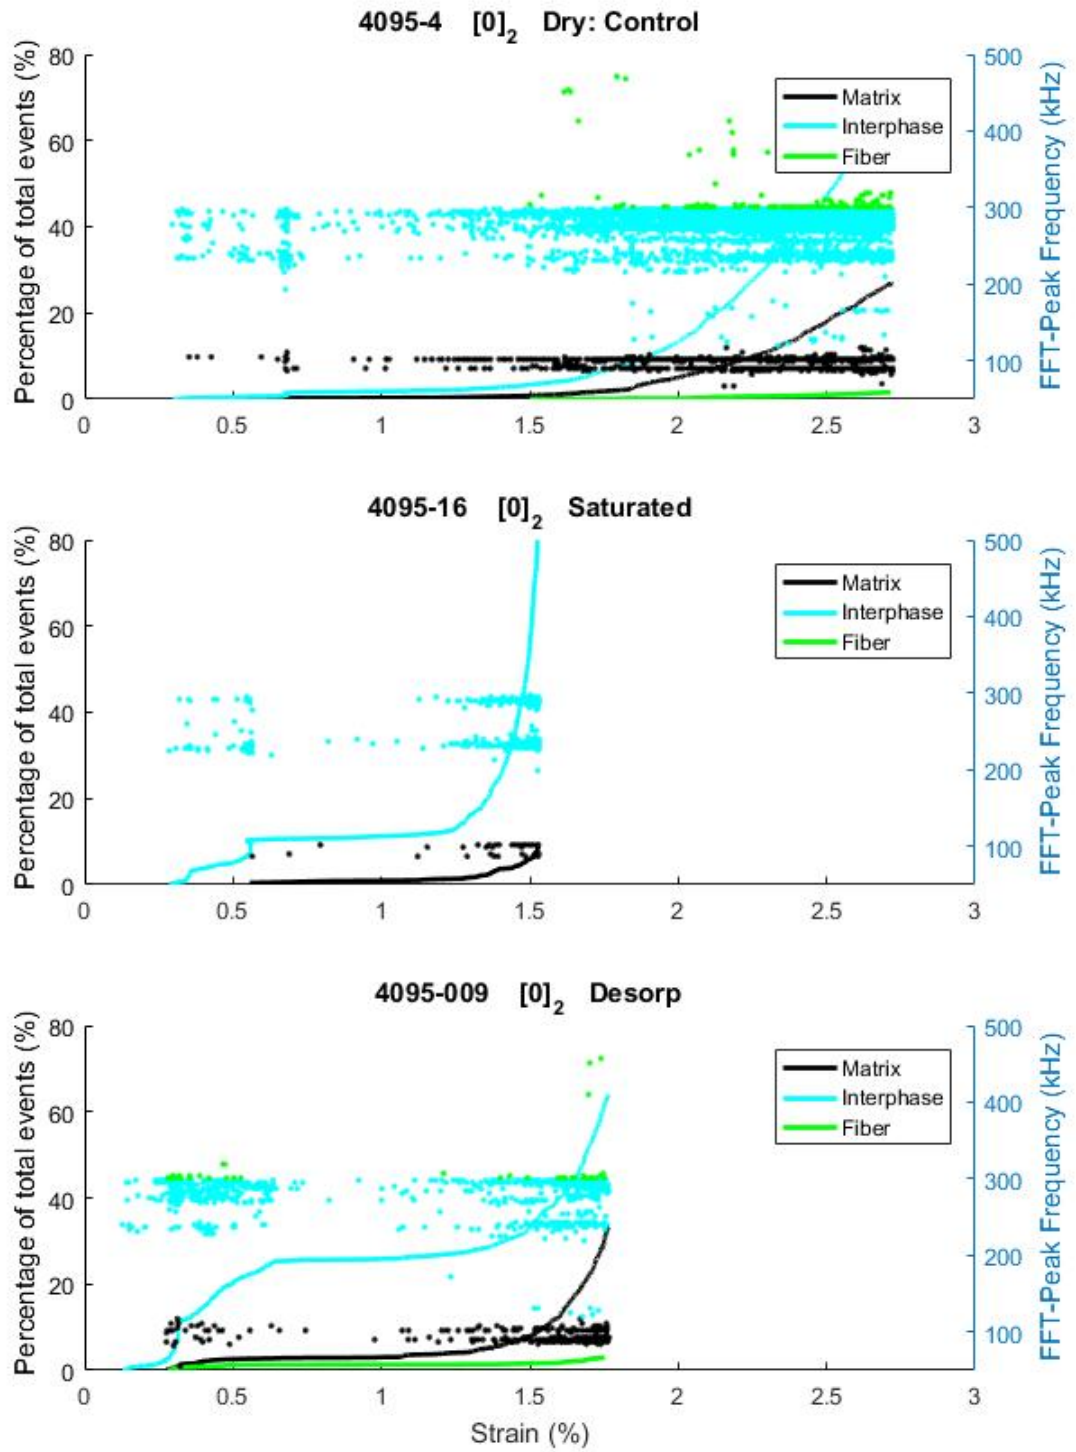 4095-4 [0]2 Dry: Control
Percentage of total events (%)
80
60
40
20
0
500
400
300
200
100
FFT-Peak Frequency (kHz)
Matrix
Interphase
Fiber
0 0.5 1 1.5 2 2.5 3
4095-16 [0]2 Saturated
Percentage of total events (%)
80
60
40
20
0
500
400
300
200
100
FFT-Peak Frequency (kHz)
Matrix
Interphase
Fiber
0 0.5 1 1.5 2 2.5 3
4095-009 [0]2 Desorp
Percentage of total events (%)
80
60
40
20
0
500
400
300
200
100
FFT-Peak Frequency (kHz)
Matrix
Interphase
Fiber
0 0.5 1 1.5 2 2.5 3
Strain (%)